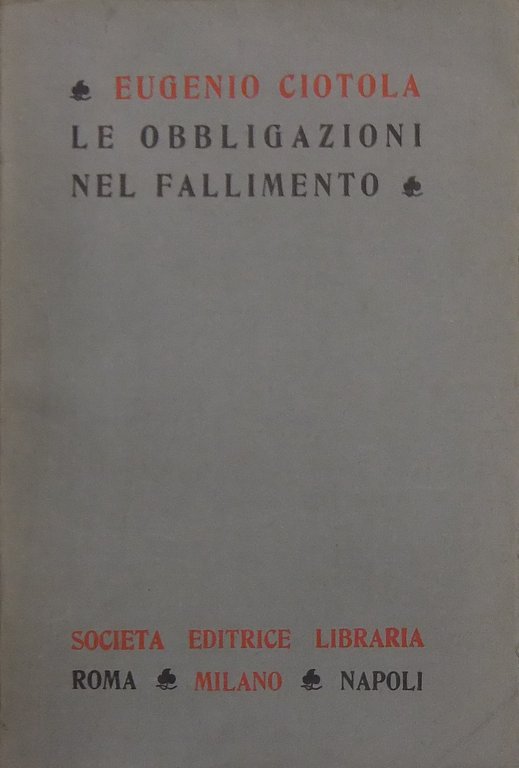 EUGENIO CIOTOLA
LE OBBLIGAZIONI
NEL FALLIMENTO
SOCIETA EDITRICE LIBRARIA
ROMA MILANO NAPOLI